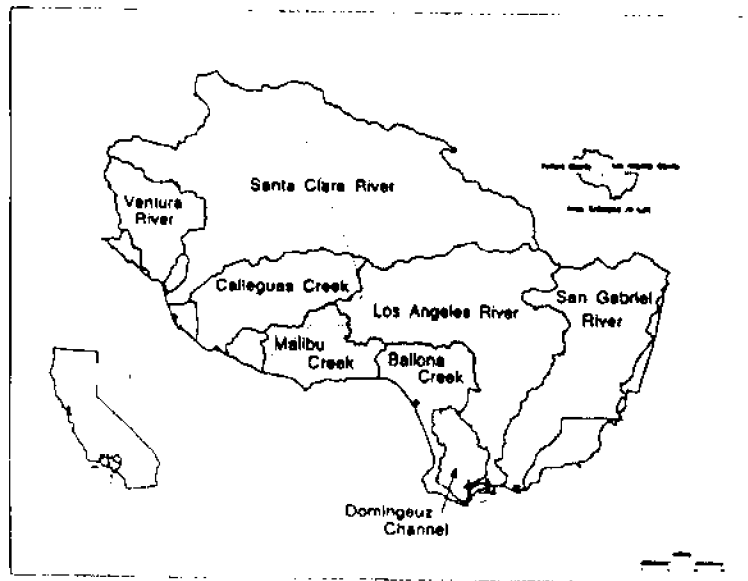 Santa Clara River
Ventura
River
Calleguas Creek
Los Angeles River
San Gabriel
River
Malibu
Creek
Ballona
Creek
Domingeuz
Channel